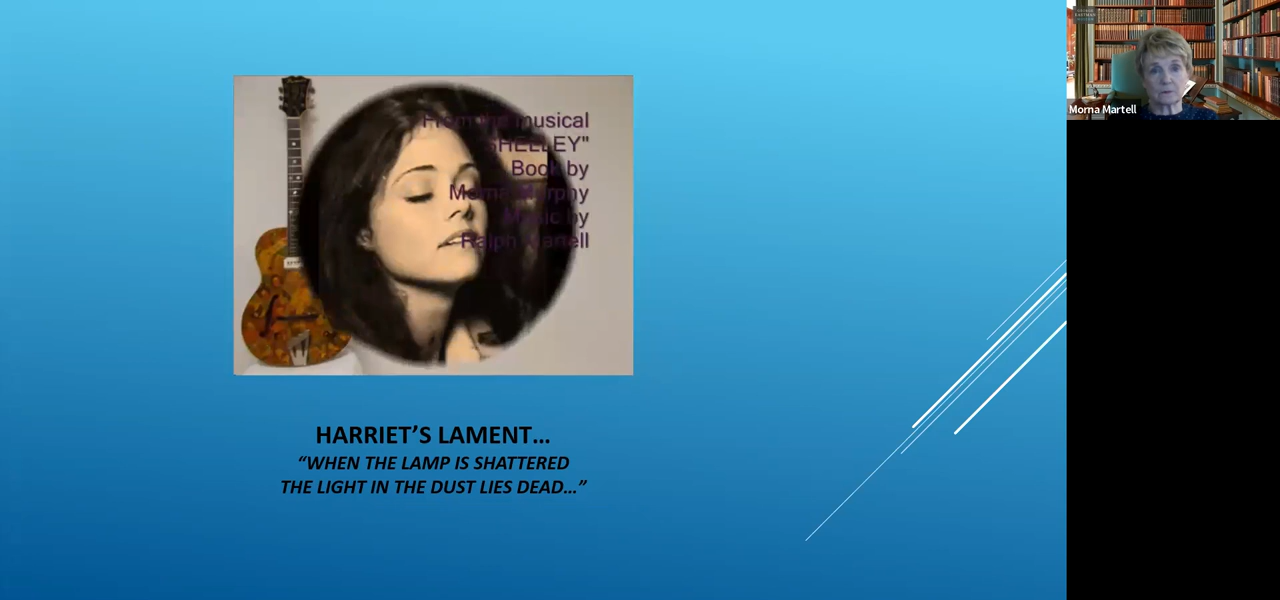 From the musical
"SHELLEY"
Book by
Morna Murphy
Music by
Ralph Martell
HARRIET'S LAMENT...
"WHEN THE LAMP IS SHATTERED
THE LIGHT IN THE DUST LIES DEAD..."
Morna Martell